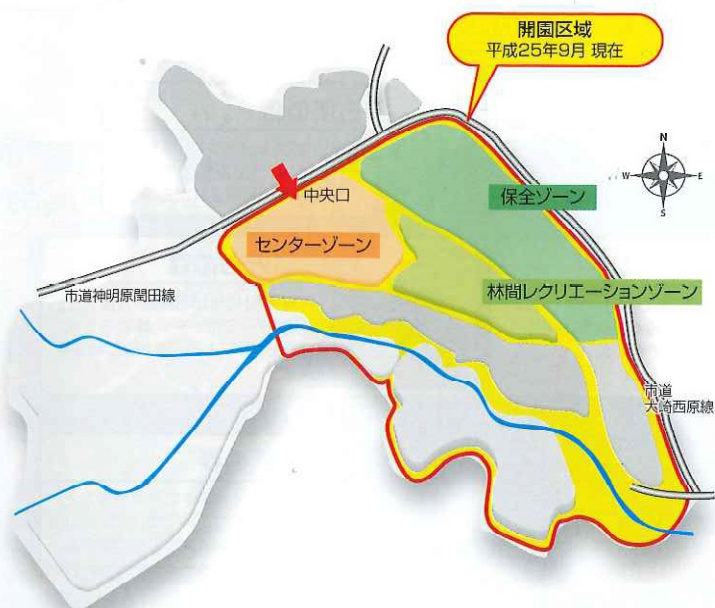 開園区域
平成25年9月 現在
N
W
E
S
中央口
保全ゾーン
センターゾーン
林間レクリエーションゾーン
市道神明原関田線
市道
大崎西原線